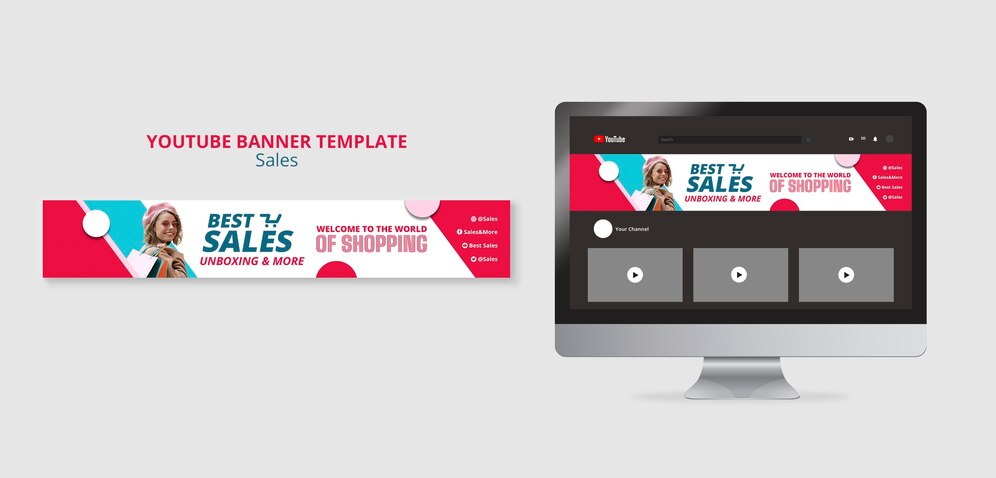 YOUTUBE BANNER TEMPLATE
Sales
BEST
SALES
UNBOXING & MORE
WELCOME TO THE WORLD
OF SHOPPING
@Sales
Sales&More
Best Sales
@Sales
YouTube
Search
BEST
SALES
UNBOXING & MORE
WELCOME TO THE WORLD
OF SHOPPING
@Sales
Sales&More
Best Sales
@Sales
Your Channel